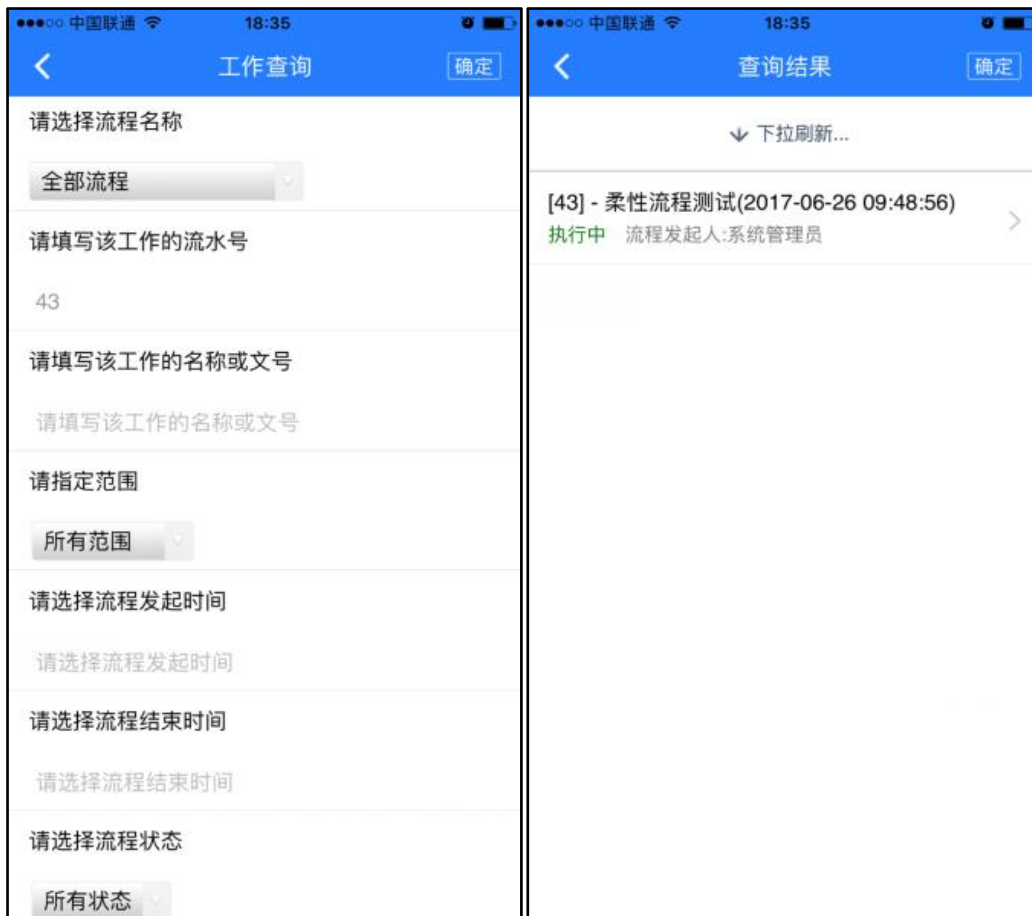 中国联通 18:35
工作查询 确定
请选择流程名称
全部流程
请填写该工作的流水号
43
请填写该工作的名称或文号
请填写该工作的名称或文号
请指定范围
所有范围
请选择流程发起时间
请选择流程发起时间
请选择流程结束时间
请选择流程结束时间
请选择流程状态
所有状态
中国联通 18:35
查询结果 确定
下拉刷新...
[43] - 柔性流程测试(2017-06-26 09:48:56)
执行中 流程发起人:系统管理员